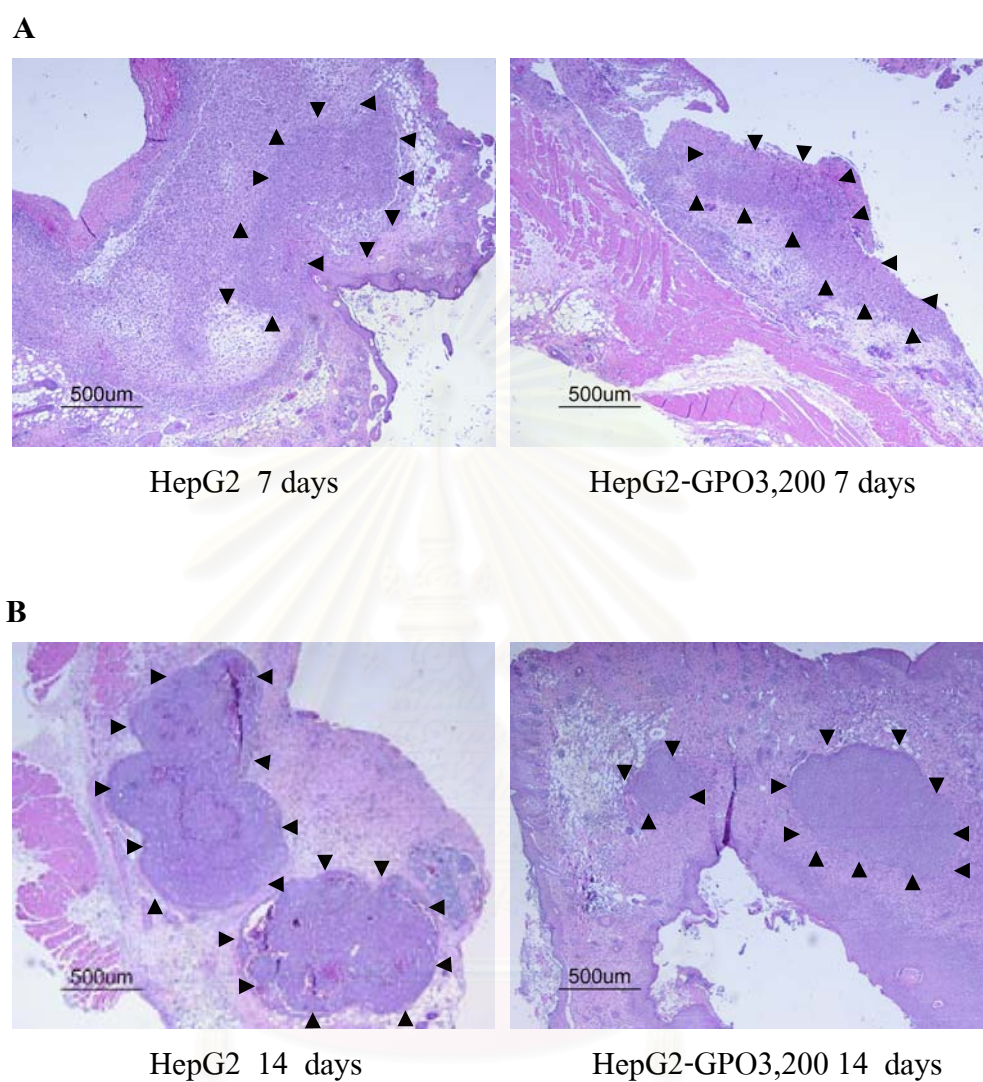 A
500um
500um
HepG2 7 days
HepG2-GPO3,200 7 days
B
500um
500um
HepG2 14 days
HepG2-GPO3,200 14 days